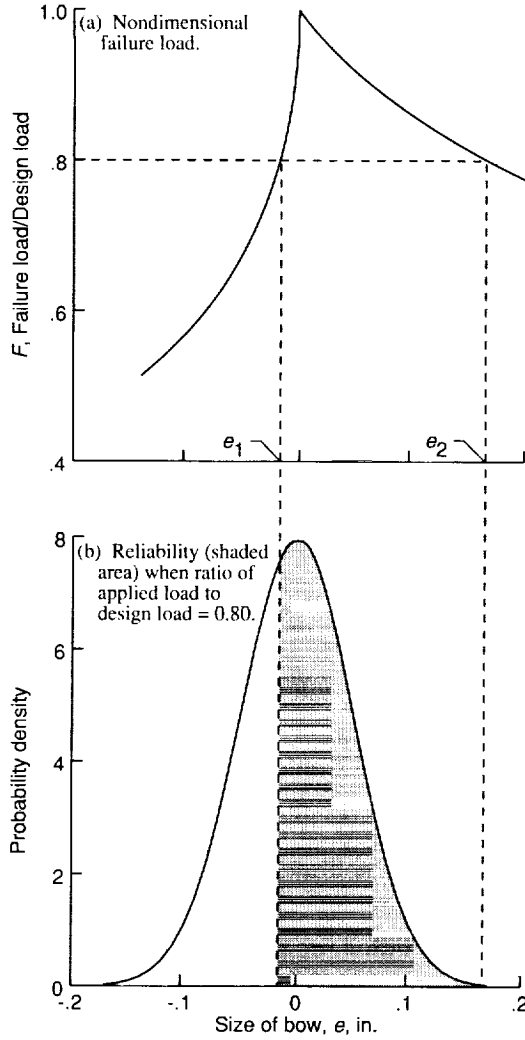 1.0
(a) Nondimensional
failure load.
.8
.6
.4
F, Failure load/Design load
e1
e2
8
(b) Reliability (shaded
area) when ratio of
applied load to
design load = 0.80.
6
4
2
0
Probability density
-.2 -.1 0 .1 .2
Size of bow, e, in.